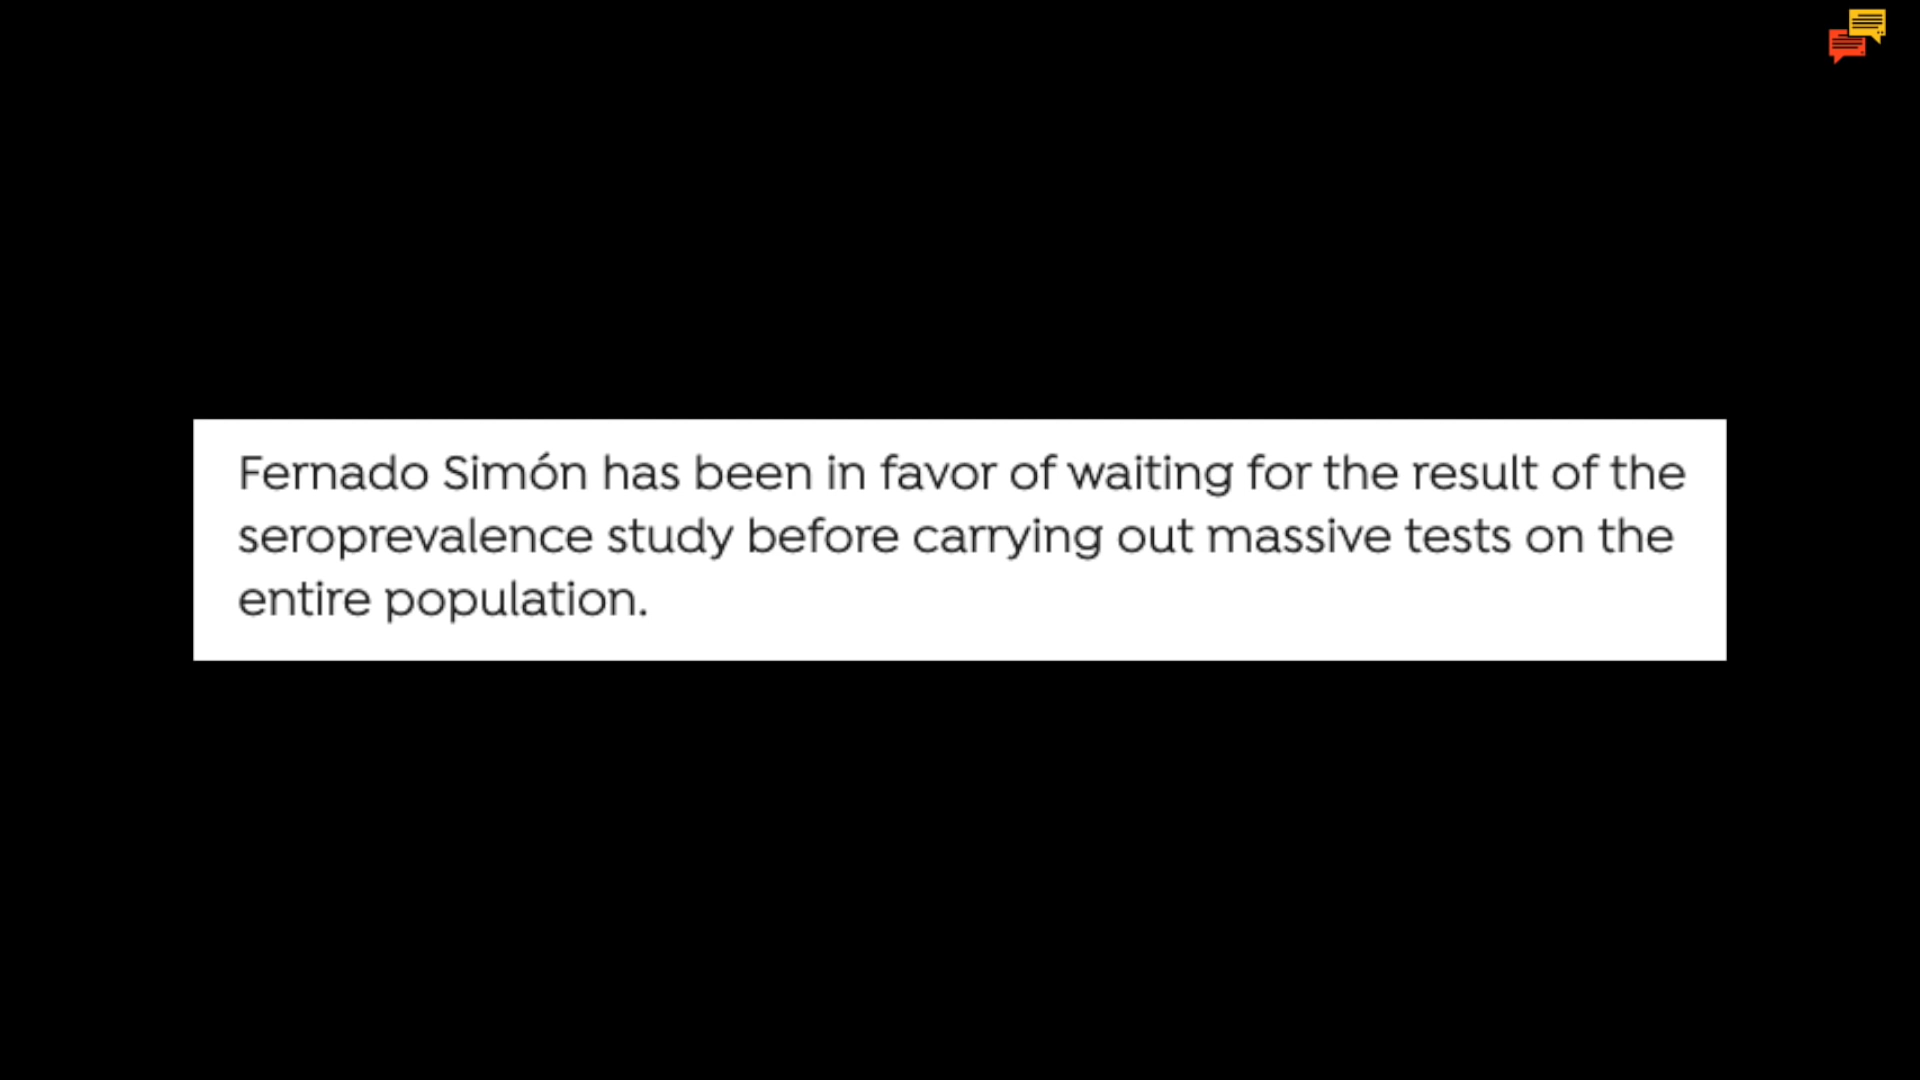 Fernado Simón has been in favor of waiting for the result of the
seroprevalence study before carrying out massive tests on the
entire population.